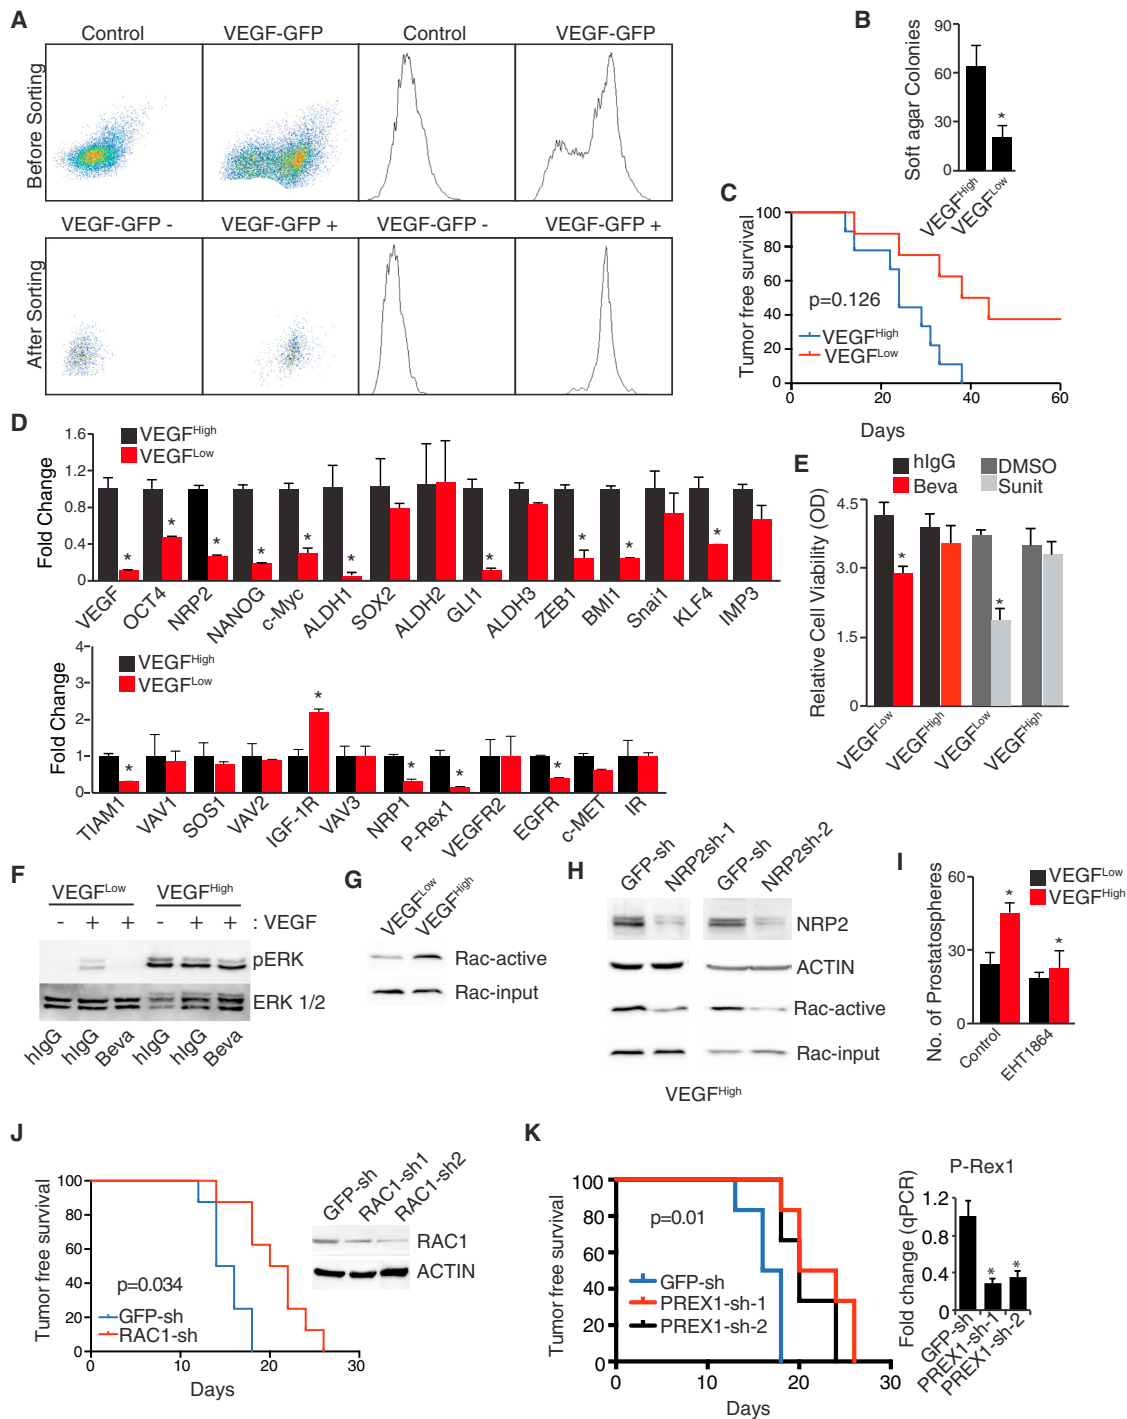 A
Control
VEGF-GFP
Control
VEGF-GFP
Before Sorting
VEGF-GFP -
VEGF-GFP +
VEGF-GFP -
VEGF-GFP +
After Sorting
B
Soft agar Colonies
90
60
30
0
VEGFHigh
VEGFLow
*
C
Tumor free survival
100
80
60
40
20
0
p=0.126
VEGFHigh
VEGFLow
0 20 40 60
Days
D
Fold Change
1.6
1.2
0.8
0.4
0
VEGFHigh
VEGFLow
* * * * * * * * * *
VEGF OCT4 NRP2 NANOG c-Myc ALDH1 SOX2 ALDH2 GLI1 ALDH3 ZEB1 BMI1 Snai1 KLF4 IMP3
Fold Change
4
3
2
1
0
VEGFHigh
VEGFLow
* * * * *
TIAM1 VAV1 SOS1 VAV2 IGF-1R VAV3 NRP1 P-Rex1 VEGFR2 EGFR c-MET IR
E
hIgG
Beva
DMSO
Sunit
Relative Cell Viability (OD)
4.5
3.0
1.5
0
* *
VEGFLow VEGFHigh VEGFLow VEGFHigh
F
VEGFLow VEGFHigh
- + + - + + : VEGF
pERK
ERK 1/2
hIgG hIgG Beva hIgG hIgG Beva
G
VEGFLow VEGFHigh
Rac-active
Rac-input
H
GFP-sh NRP2sh-1 GFP-sh NRP2sh-2
NRP2
ACTIN
Rac-active
Rac-input
VEGFHigh
I
VEGFLow
VEGFHigh
No. of Prostatospheres
60
30
0
* *
Control EHT1864
J
Tumor free survival
100
80
60
40
20
0
p=0.034
GFP-sh
RAC1-sh
0 10 20 30
Days
GFP-sh RAC1-sh1 RAC1-sh2
RAC1
ACTIN
K
Tumor free survival
100
80
60
40
20
0
p=0.01
GFP-sh
PREX1-sh-1
PREX1-sh-2
0 10 20 30
Days
P-Rex1
Fold change (qPCR)
1.2
0.8
0.4
0
* *
GFP-sh
PREX1-sh-1
PREX1-sh-2